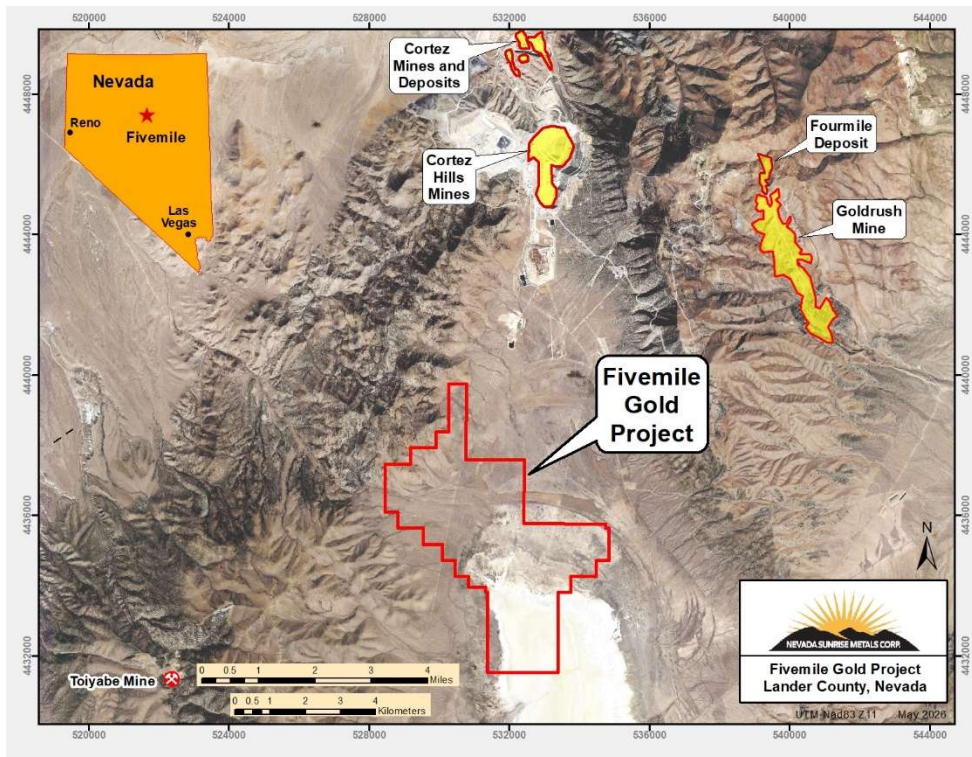 520000 524000 528000 532000 536000 540000 544000
4448000
4444000
4440000
4436000
4432000
Nevada
Reno
Fivemile
Las
Vegas
Cortez
Mines and
Deposits
Cortez
Hills
Mines
Fourmile
Deposit
Goldrush
Mine
Fivemile
Gold
Project
N
4448000
4444000
4440000
4436000
4432000
Toiyabe Mine
0 0.5 1 2 3 4
Miles
0 0.5 1 2 3 4
Kilometers
NEVADA SUNRISE METALS CORP.
Fivemile Gold Project
Lander County, Nevada
UTM-Nad83 Z11 May 2026
520000 524000 528000 532000 536000 540000 544000